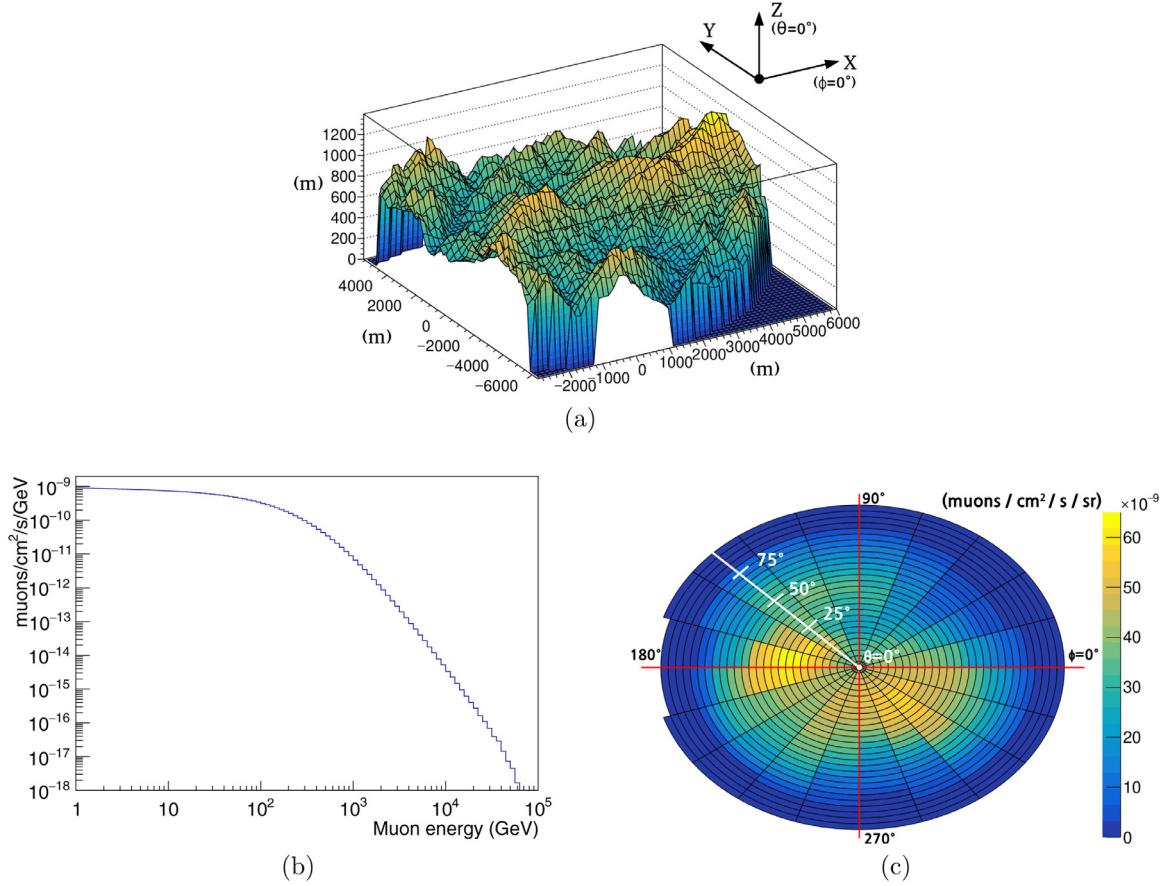 Z
(θ=0°)
Y
X
(ϕ=0°)
1200
1000
800
600
400
200
0
(m)
4000
2000
0
−2000
−4000
−6000
(m)
−2000
−1000
0
1000
2000
3000
4000
5000
6000
(m)
(a)
muons/cm²/s/GeV
10⁻⁹
10⁻¹⁰
10⁻¹¹
10⁻¹²
10⁻¹³
10⁻¹⁴
10⁻¹⁵
10⁻¹⁶
10⁻¹⁷
10⁻¹⁸
1 10 10² 10³ 10⁴ 10⁵
Muon energy (GeV)
(b)
90°
(muons / cm² / s / sr)
×10⁻⁹
75°
50°
25°
θ=0°
180°
ϕ=0°
270°
60
50
40
30
20
10
0
(c)